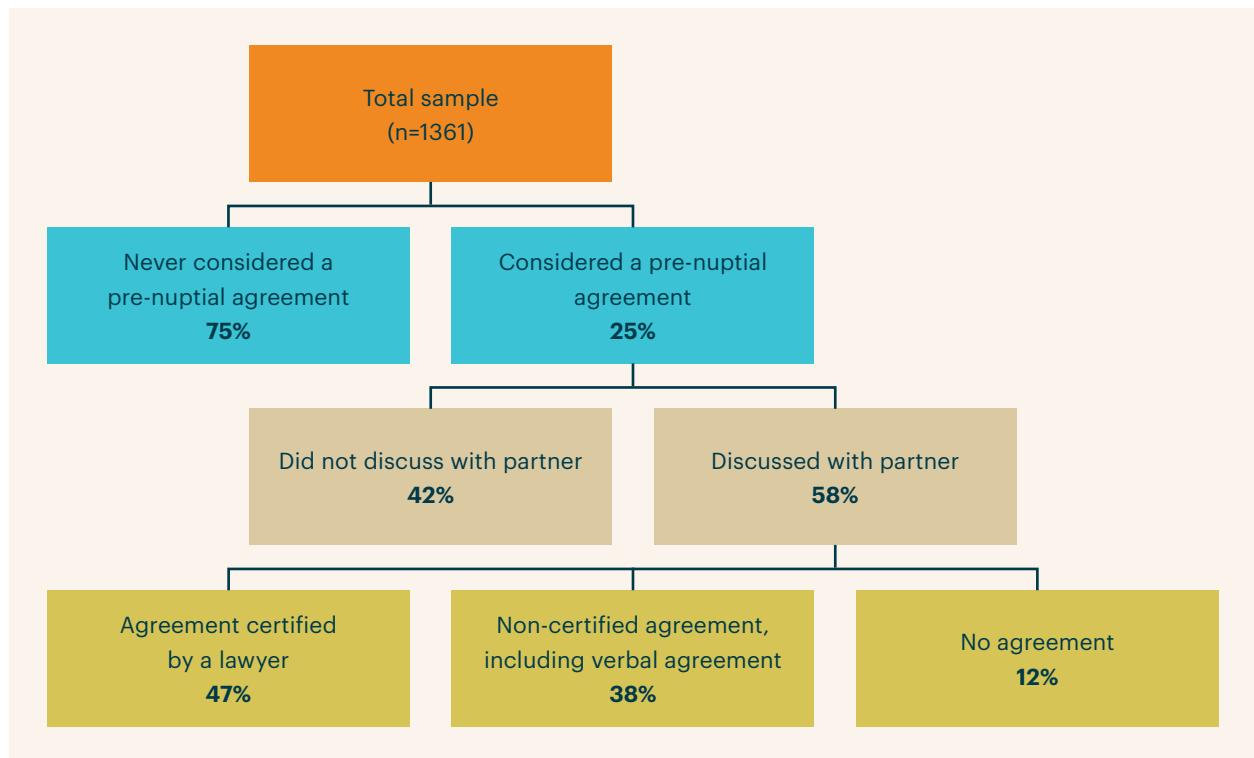 Total sample
(n=1361)
Never considered a
pre-nuptial agreement
75%
Considered a pre-nuptial
agreement
25%
Did not discuss with partner
42%
Discussed with partner
58%
Agreement certified
by a lawyer
47%
Non-certified agreement,
including verbal agreement
38%
No agreement
12%